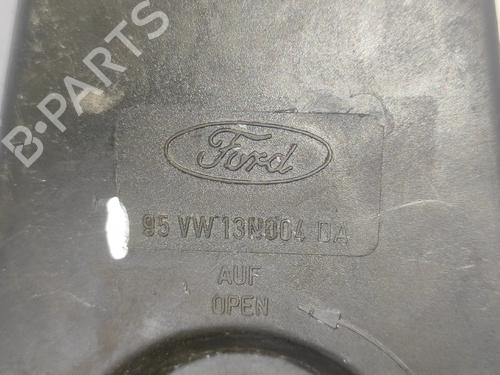 B-PARTS
Ford
95 VW 13N004 DA
AUF
OPEN